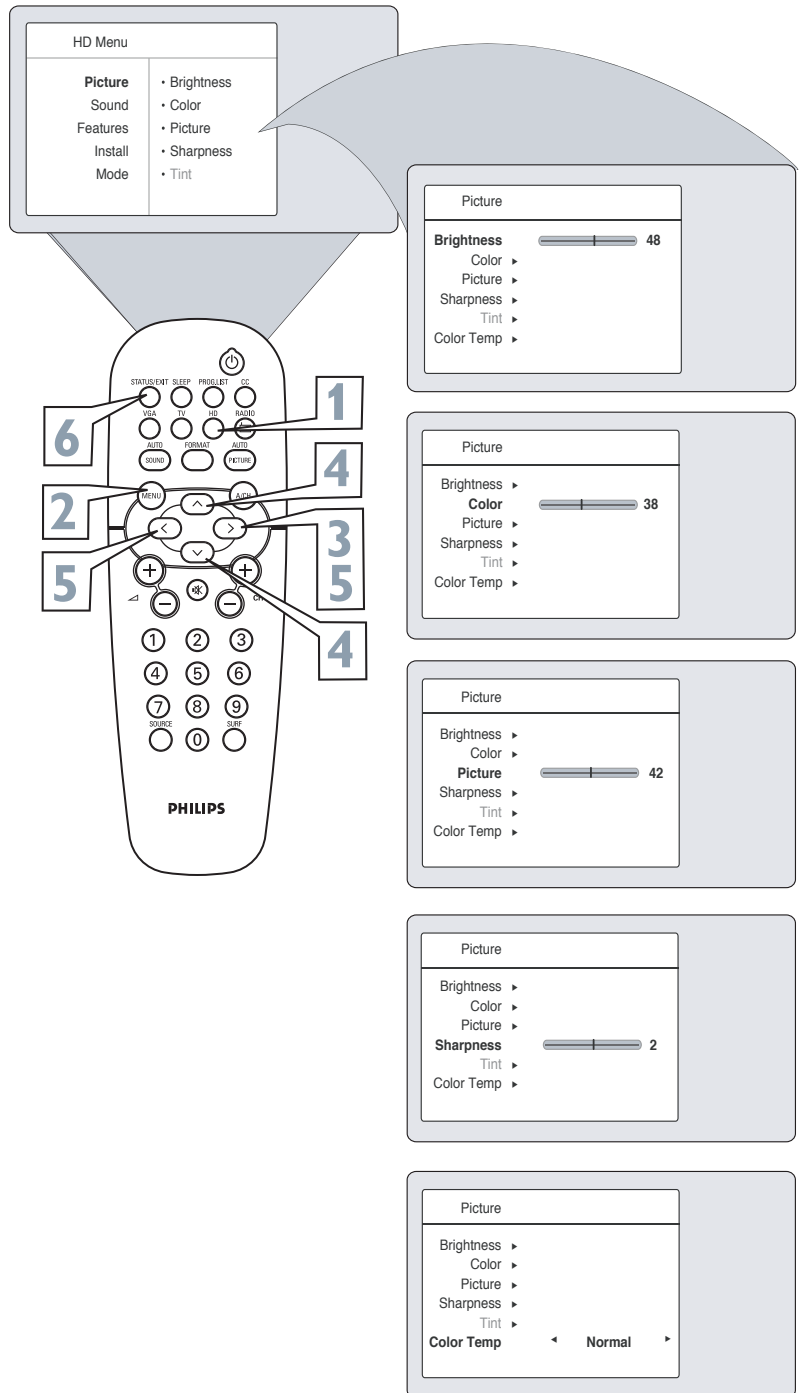 HD Menu
Picture
Sound
Features
Install
Mode
• Brightness
• Color
• Picture
• Sharpness
• Tint
Picture
Brightness 48
Color ▸
Picture ▸
Sharpness ▸
Tint ▸
Color Temp ▸
STATUS/EXIT SLEEP PROG.LIST CC
VGA TV HD RADIO
AUTO FORMAT AUTO
SOUND PICTURE
MENU A/CH
CH
1 2 3
4 5 6
7 8 9
SOURCE 0 SURF
PHILIPS
1
6
2
4
3
5
5
4
Picture
Brightness ▸
Color 38
Picture ▸
Sharpness ▸
Tint ▸
Color Temp ▸
Picture
Brightness ▸
Color ▸
Picture 42
Sharpness ▸
Tint ▸
Color Temp ▸
Picture
Brightness ▸
Color ▸
Picture ▸
Sharpness 2
Tint ▸
Color Temp ▸
Picture
Brightness ▸
Color ▸
Picture ▸
Sharpness ▸
Tint ▸
Color Temp ◂ Normal ▸